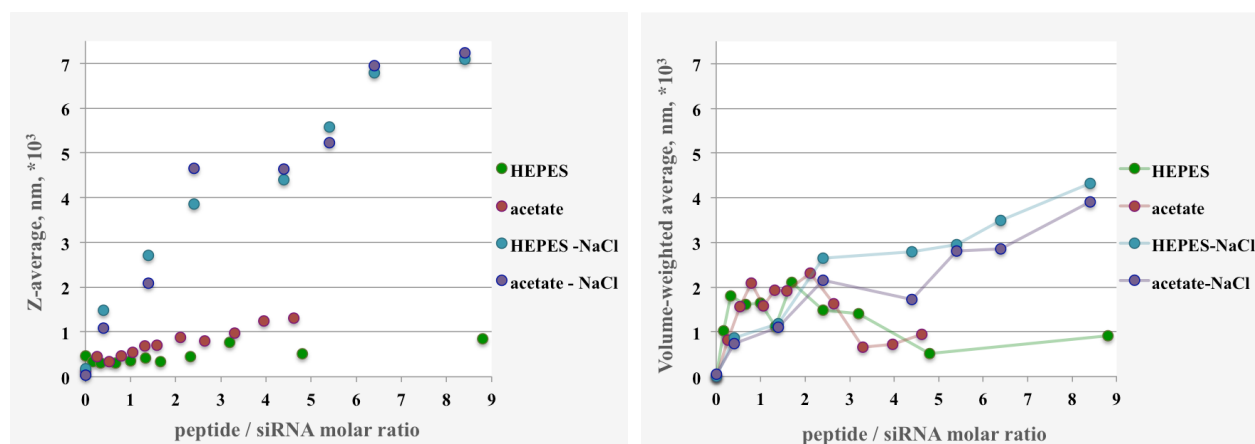 Z-average, nm, *10³
7
6
5
4
3
2
1
0
0 1 2 3 4 5 6 7 8 9
peptide / siRNA molar ratio
HEPES
acetate
HEPES -NaCl
acetate - NaCl
Volume-weighted average, nm, *10³
7
6
5
4
3
2
1
0
0 1 2 3 4 5 6 7 8 9
peptide / siRNA molar ratio
HEPES
acetate
HEPES-NaCl
acetate-NaCl